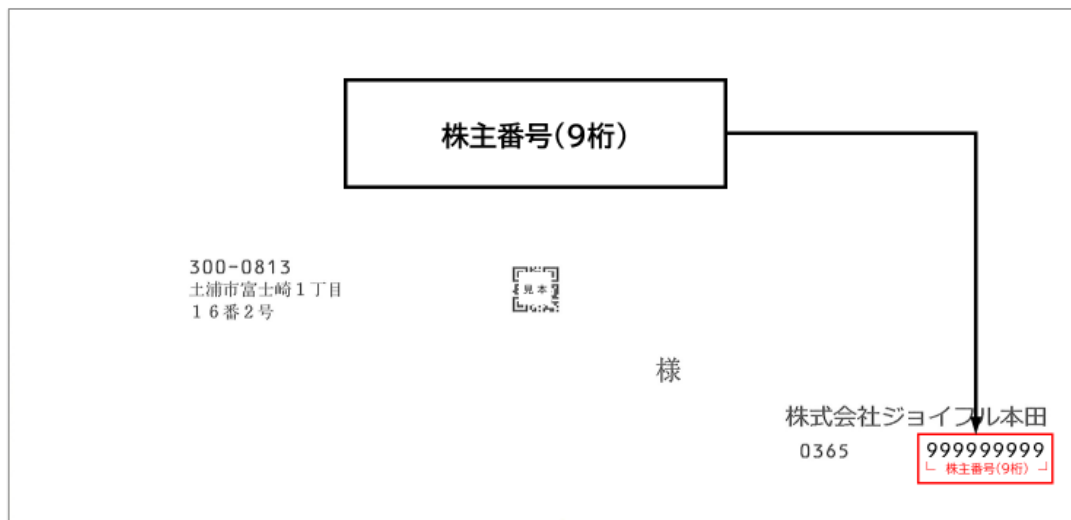 株主番号(9桁)
300-0813
土浦市富士崎１丁目
１６番２号
見本
様
株式会社ジョイフル本田
0365 999999999
株主番号(9桁)